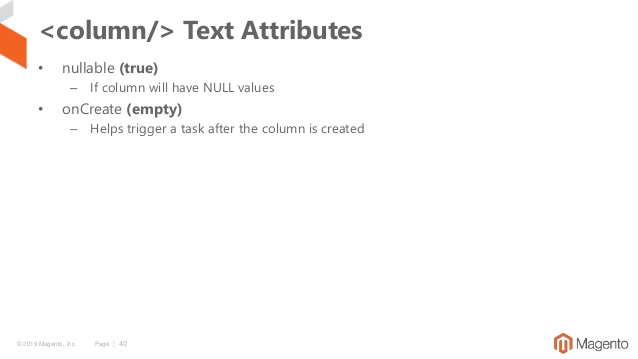 <column/> Text Attributes
• nullable (true)
– If column will have NULL values
• onCreate (empty)
– Helps trigger a task after the column is created
© 2019 Magento, Inc. Page | 40
Magento